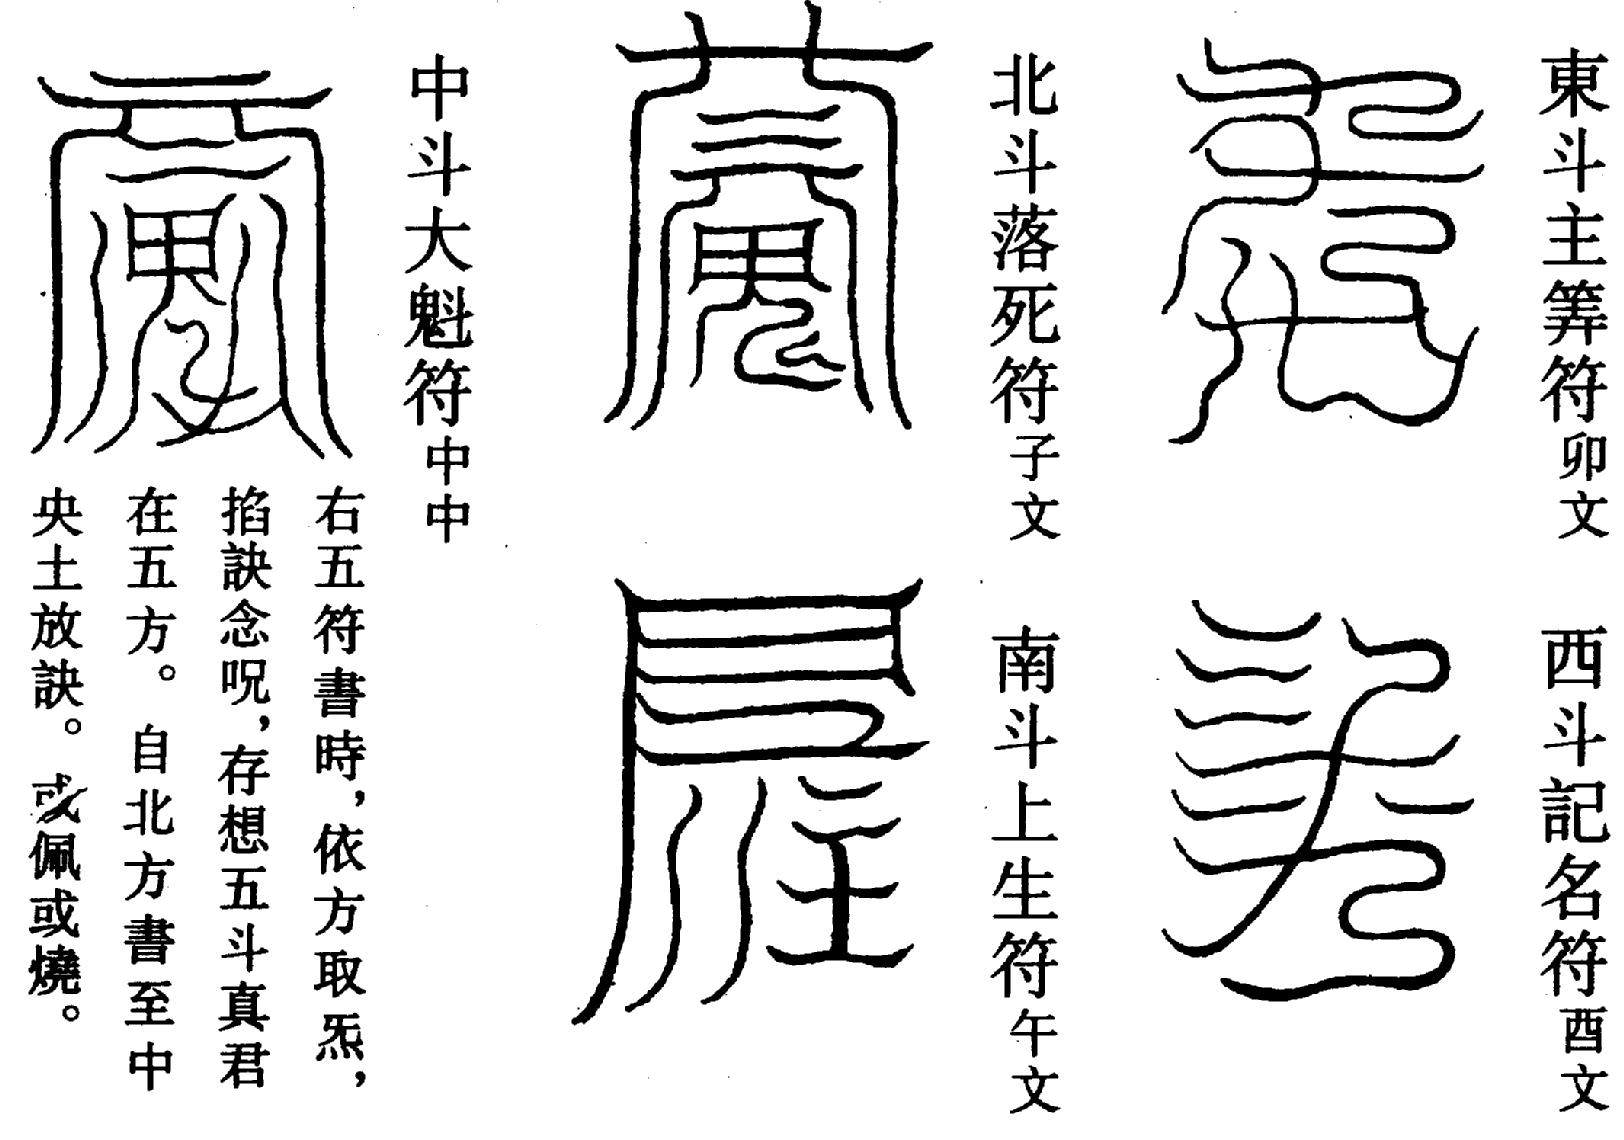 東斗主筭符卯文
西斗記名符酉文
北斗落死符子文
南斗上生符午文
中斗大魁符中中
右五符書時，依方取炁，
掐訣念呪，存想五斗真君
在五方。自北方書至中
央土放訣。或佩或燒。